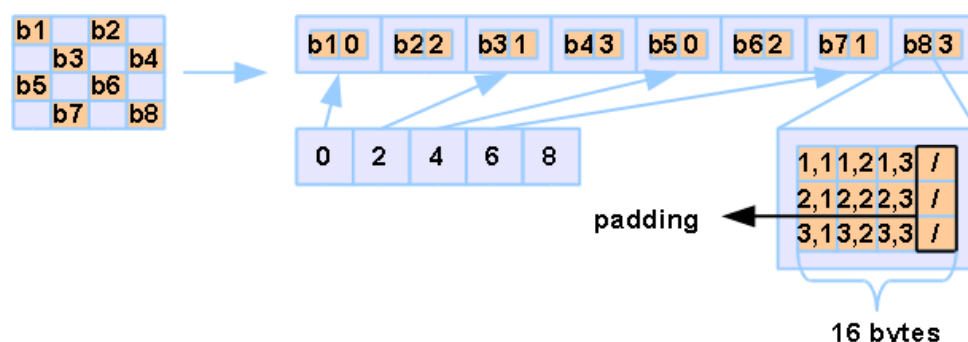 b1 b2
b3 b4
b5 b6
b7 b8
b1 0 b2 2 b3 1 b4 3 b5 0 b6 2 b7 1 b8 3
0 2 4 6 8
1,1 1,2 1,3 /
2,1 2,2 2,3 /
3,1 3,2 3,3 /
padding
16 bytes